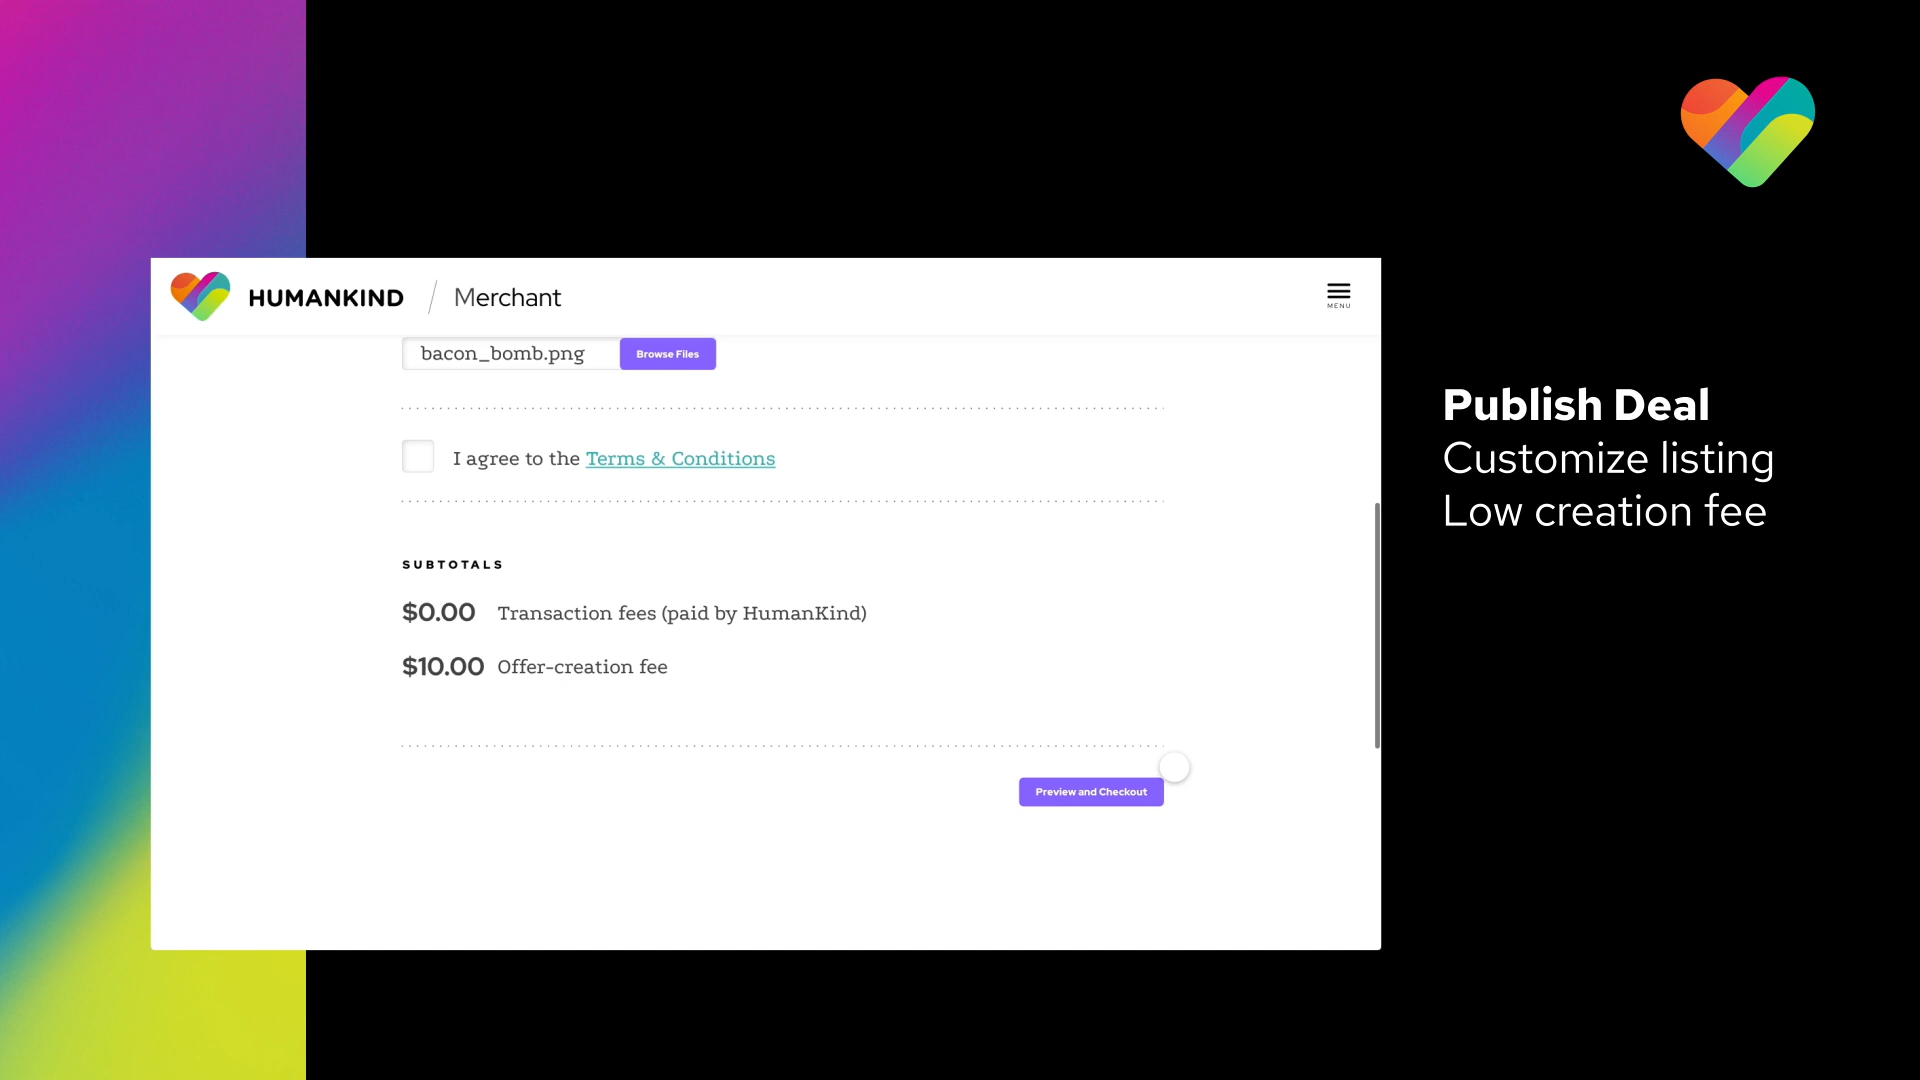 HUMANKIND / Merchant
MENU
bacon_bomb.png
Browse Files
I agree to the Terms & Conditions
SUBTOTALS
$0.00 Transaction fees (paid by HumanKind)
$10.00 Offer-creation fee
Preview and Checkout
Publish Deal
Customize listing
Low creation fee